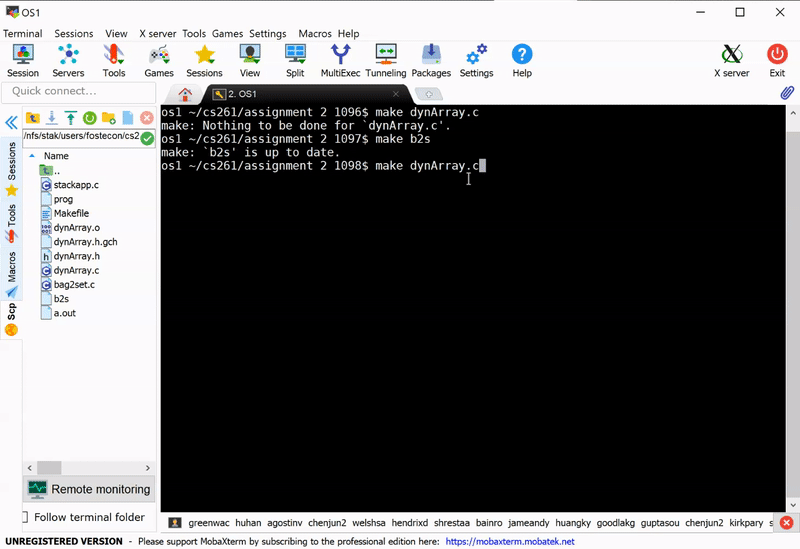 OS1
Terminal Sessions View X server Tools Games Settings Macros Help
Session Servers Tools Games Sessions View Split MultiExec Tunneling Packages Settings Help X server Exit
Quick connect...
2. OS1
/nfs/stak/users/fostecon/cs2
Name
..
stackapp.c
prog
Makefile
dynArray.o
dynArray.h.gch
dynArray.h
dynArray.c
bag2set.c
b2s
a.out
Sessions
Tools
Macros
Scp
os1 ~/cs261/assignment 2 1096$ make dynArray.c
make: Nothing to be done for `dynArray.c'.
os1 ~/cs261/assignment 2 1097$ make b2s
make: `b2s' is up to date.
os1 ~/cs261/assignment 2 1098$ make dynArray.c
Remote monitoring
Follow terminal folder
greenwac huhan agostinv chenjun2 welshsa hendrixd shrestaa bainro jameandy huangky goodlakg guptasou chenjun2 kirkpary s
UNREGISTERED VERSION - Please support MobaXterm by subscribing to the professional edition here: https://mobaxterm.mobatek.net